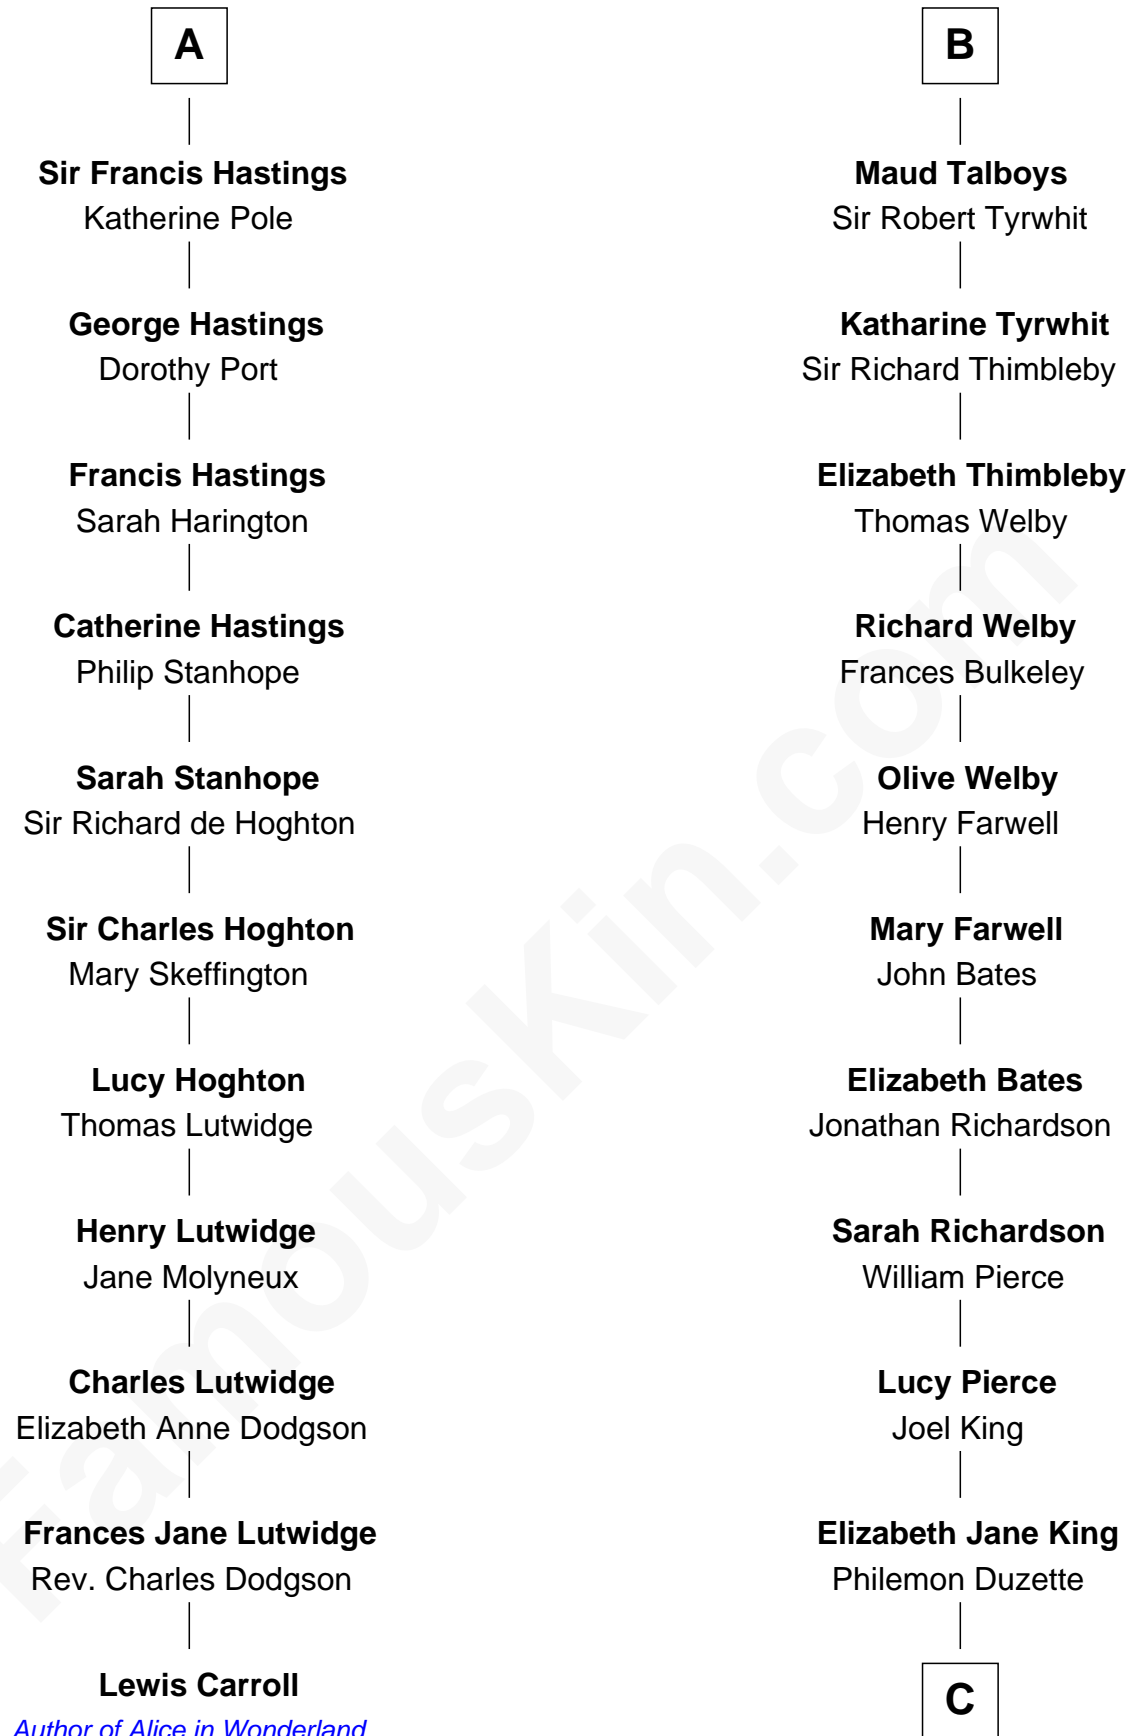 A
Sir Francis Hastings
Katherine Pole
George Hastings
Dorothy Port
Francis Hastings
Sarah Harington
Catherine Hastings
Philip Stanhope
Sarah Stanhope
Sir Richard de Hoghton
Sir Charles Hoghton
Mary Skeffington
Lucy Hoghton
Thomas Lutwidge
Henry Lutwidge
Jane Molyneux
Charles Lutwidge
Elizabeth Anne Dodgson
Frances Jane Lutwidge
Rev. Charles Dodgson
Lewis Carroll
Author of Alice in Wonderland
B
Maud Talboys
Sir Robert Tyrwhit
Katharine Tyrwhit
Sir Richard Thimbleby
Elizabeth Thimbleby
Thomas Welby
Richard Welby
Frances Bulkeley
Olive Welby
Henry Farwell
Mary Farwell
John Bates
Elizabeth Bates
Jonathan Richardson
Sarah Richardson
William Pierce
Lucy Pierce
Joel King
Elizabeth Jane King
Philemon Duzette
C
FamousKin.com